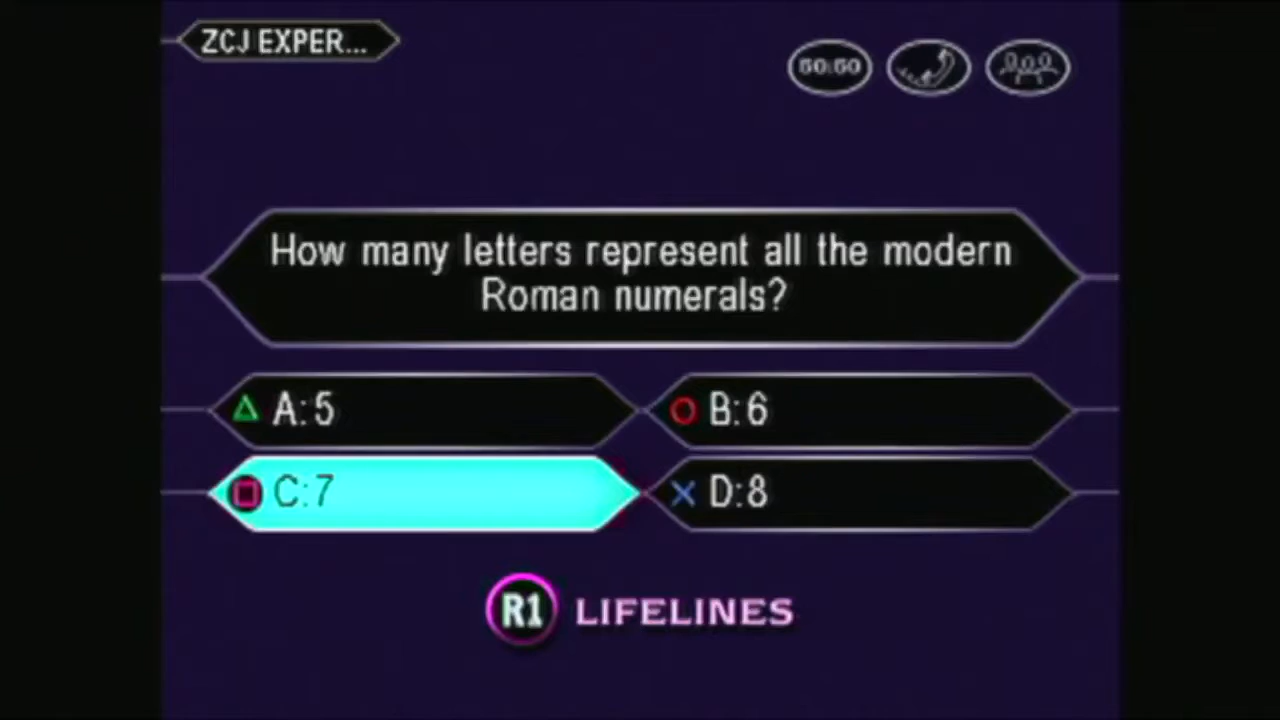 ZCJ EXPER...
50:50
How many letters represent all the modern
Roman numerals?
A:5
B:6
C:7
D:8
R1 LIFELINES